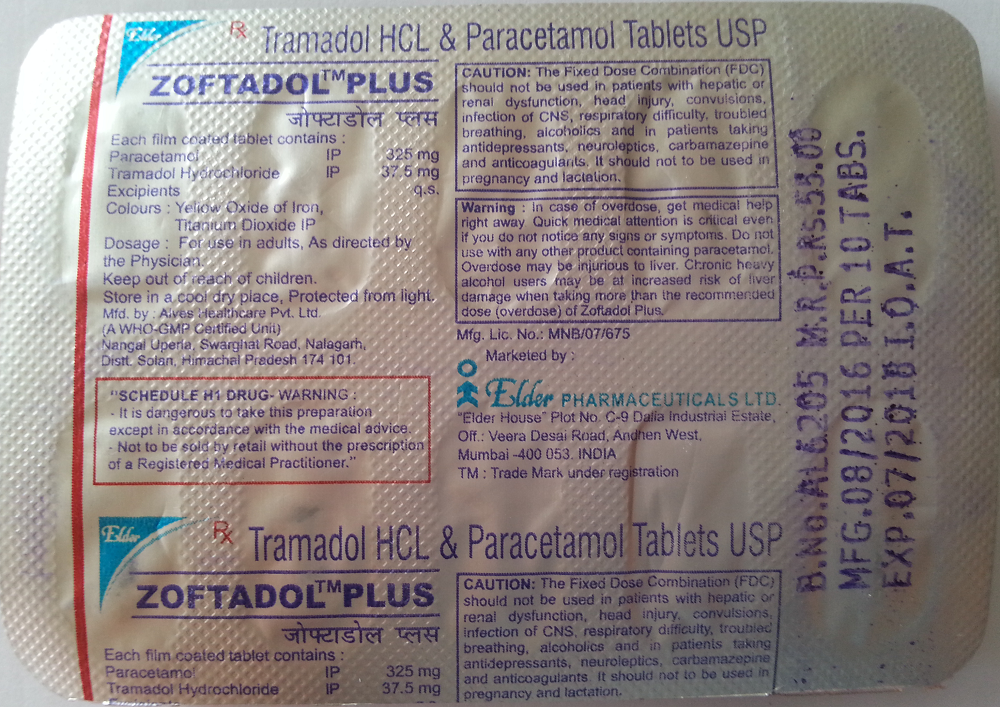 Elder
Rx Tramadol HCL & Paracetamol Tablets USP
ZOFTADOL™PLUS
जोफ्टाडोल प्लस
Each film coated tablet contains :
Paracetamol IP 325 mg
Tramadol Hydrochloride IP 37.5 mg
Excipients q.s.
Colours : Yellow Oxide of Iron,
Titanium Dioxide IP
Dosage : For use in adults, As directed by
the Physician.
Keep out of reach of children.
Store in a cool dry place, Protected from light.
Mfd. by : Alves Healthcare Pvt. Ltd.
(A WHO-GMP Certified Unit)
Nangal Uperla, Swarghat Road, Nalagarh,
Distt. Solan, Himachal Pradesh 174 101.
"SCHEDULE H1 DRUG- WARNING :
- It is dangerous to take this preparation
except in accordance with the medical advice.
- Not to be sold by retail without the prescription
of a Registered Medical Practitioner."
CAUTION: The Fixed Dose Combination (FDC)
should not be used in patients with hepatic or
renal dysfunction, head injury, convulsions,
infection of CNS, respiratory difficulty, troubled
breathing, alcoholics and in patients taking
antidepressants, neuroleptics, carbamazepine
and anticoagulants. It should not to be used in
pregnancy and lactation.
Warning : In case of overdose, get medical help
right away Quick medical attention is critical even
if you do not notice any signs or symptoms. Do not
use with any other product containing paracetamol.
Overdose may be injurious to liver. Chronic heavy
alcohol users may be at increased risk of liver
damage when taking more than the recommended
dose (overdose) of Zoftadol Plus.
Mfg. Lic. No.: MNB/07/675
Marketed by :
Elder PHARMACEUTICALS LTD.
"Elder House" Plot No. C-9 Dalia Industrial Estate,
Off.: Veera Desai Road, Andheri West,
Mumbai -400 053. INDIA
TM : Trade Mark under registration
B.No.AL6205 M.R.P.Rs.53.00
MFG.08/2016 PER 10 TABS.
EXP.07/2018 I.O.A.T.
Elder
Rx Tramadol HCL & Paracetamol Tablets USP
ZOFTADOL™PLUS
जोफ्टाडोल प्लस
Each film coated tablet contains :
Paracetamol IP 325 mg
Tramadol Hydrochloride IP 37.5 mg
CAUTION: The Fixed Dose Combination (FDC)
should not be used in patients with hepatic or
renal dysfunction, head injury, convulsions,
infection of CNS, respiratory difficulty, troubled
breathing, alcoholics and in patients taking
antidepressants, neuroleptics, carbamazepine
and anticoagulants. It should not to be used in
pregnancy and lactation.